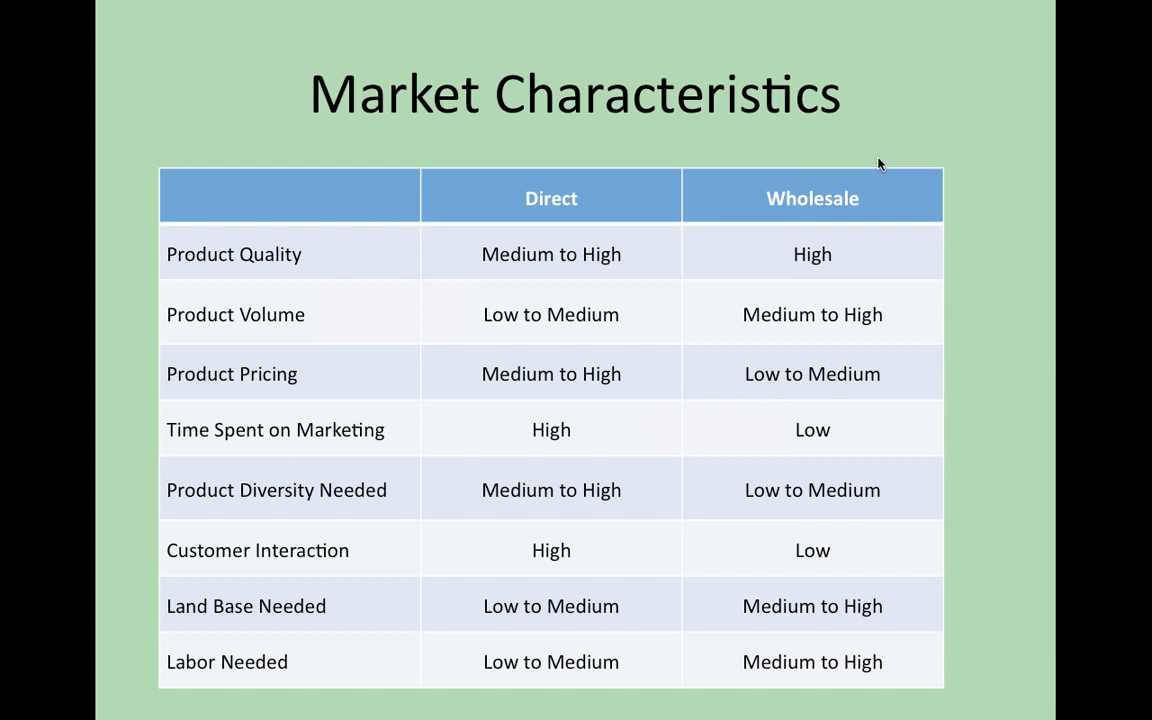 Market Characteristics
Direct Wholesale
Product Quality Medium to High High
Product Volume Low to Medium Medium to High
Product Pricing Medium to High Low to Medium
Time Spent on Marketing High Low
Product Diversity Needed Medium to High Low to Medium
Customer Interaction High Low
Land Base Needed Low to Medium Medium to High
Labor Needed Low to Medium Medium to High